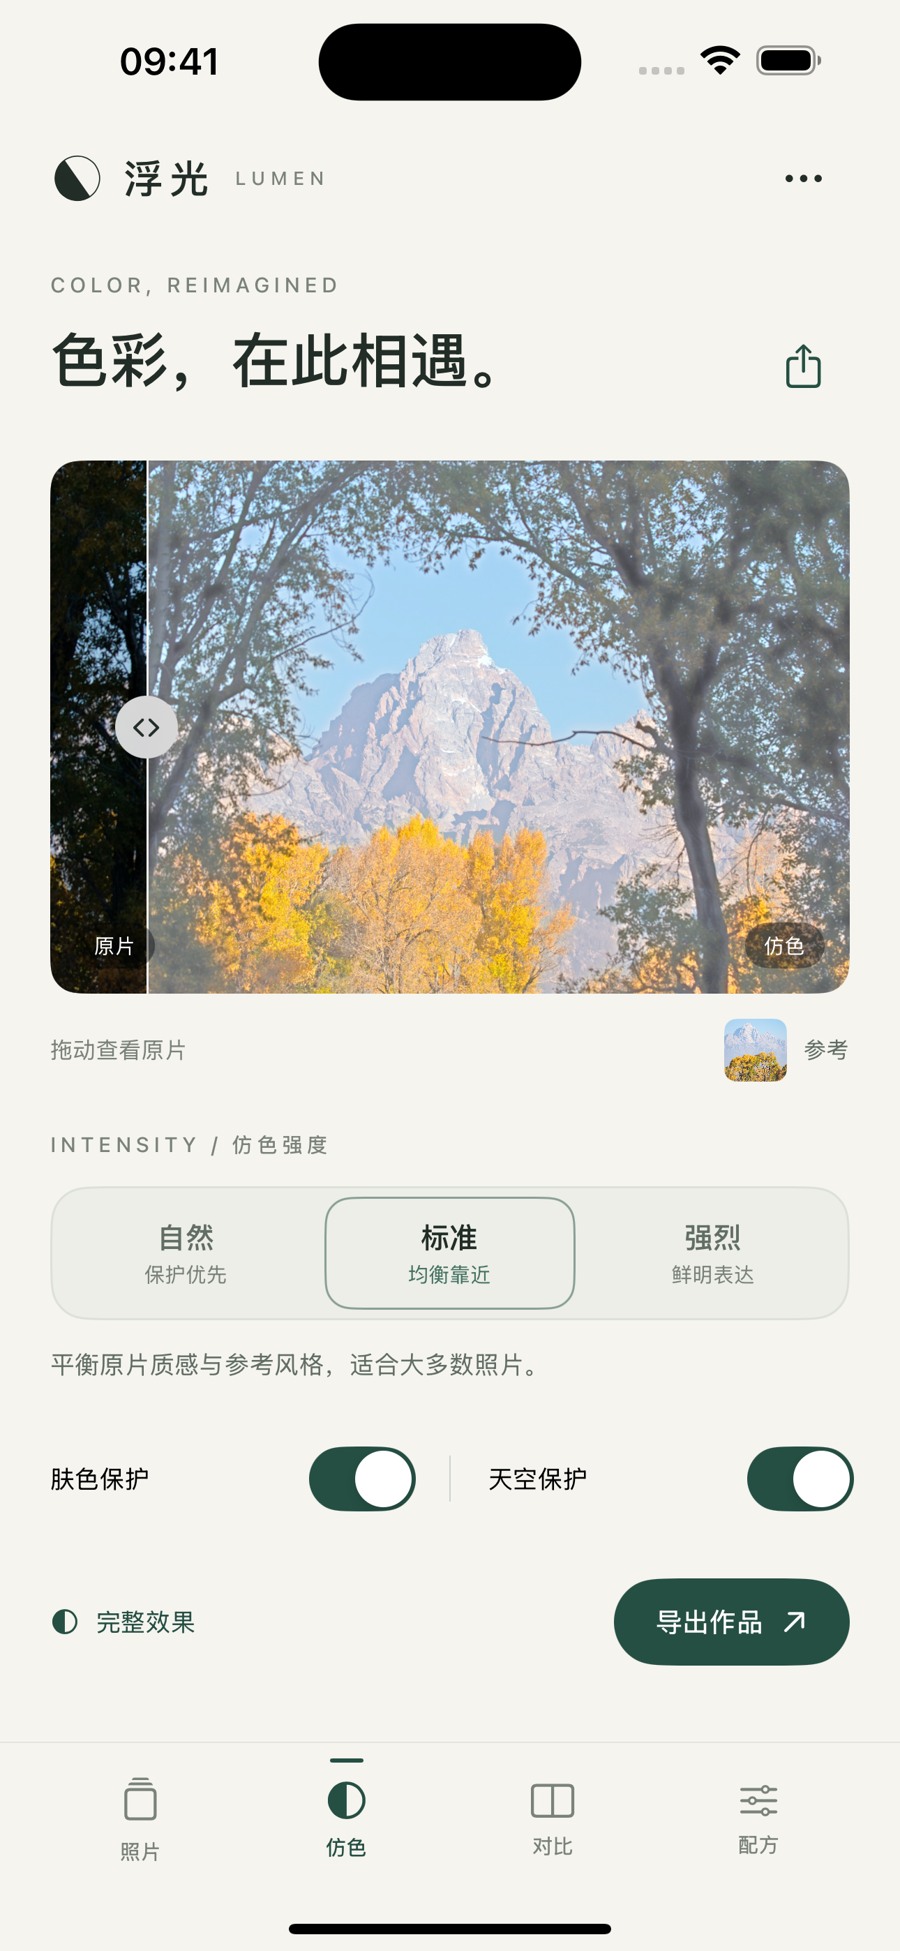 09:41
浮光 LUMEN
COLOR, REIMAGINED
色彩，在此相遇。
原片
仿色
拖动查看原片
参考
INTENSITY / 仿色强度
自然
标准
强烈
保护优先
均衡靠近
鲜明表达
平衡原片质感与参考风格，适合大多数照片。
肤色保护
天空保护
完整效果
导出作品
照片
仿色
对比
配方